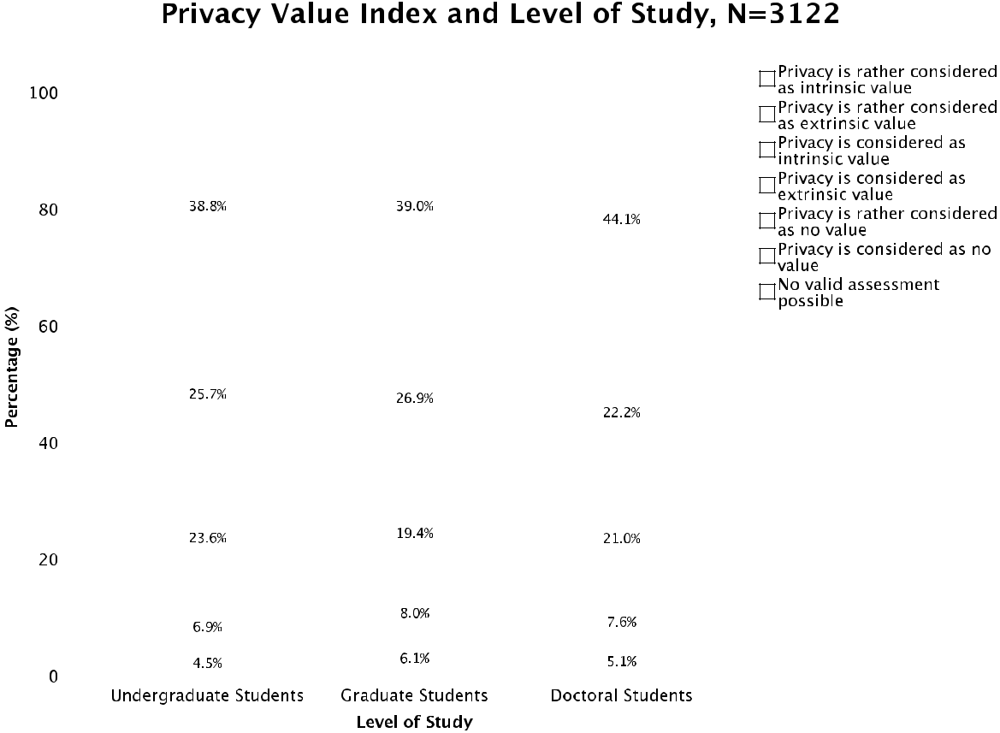 Privacy Value Index and Level of Study, N=3122
Privacy is rather considered
as intrinsic value
Privacy is rather considered
as extrinsic value
Privacy is considered as
intrinsic value
Privacy is considered as
extrinsic value
Privacy is rather considered
as no value
Privacy is considered as no
value
No valid assessment
possible
Percentage (%)
100
80
60
40
20
0
38.8%
39.0%
44.1%
25.7%
26.9%
22.2%
23.6%
19.4%
21.0%
6.9%
8.0%
7.6%
4.5%
6.1%
5.1%
Undergraduate Students
Graduate Students
Doctoral Students
Level of Study